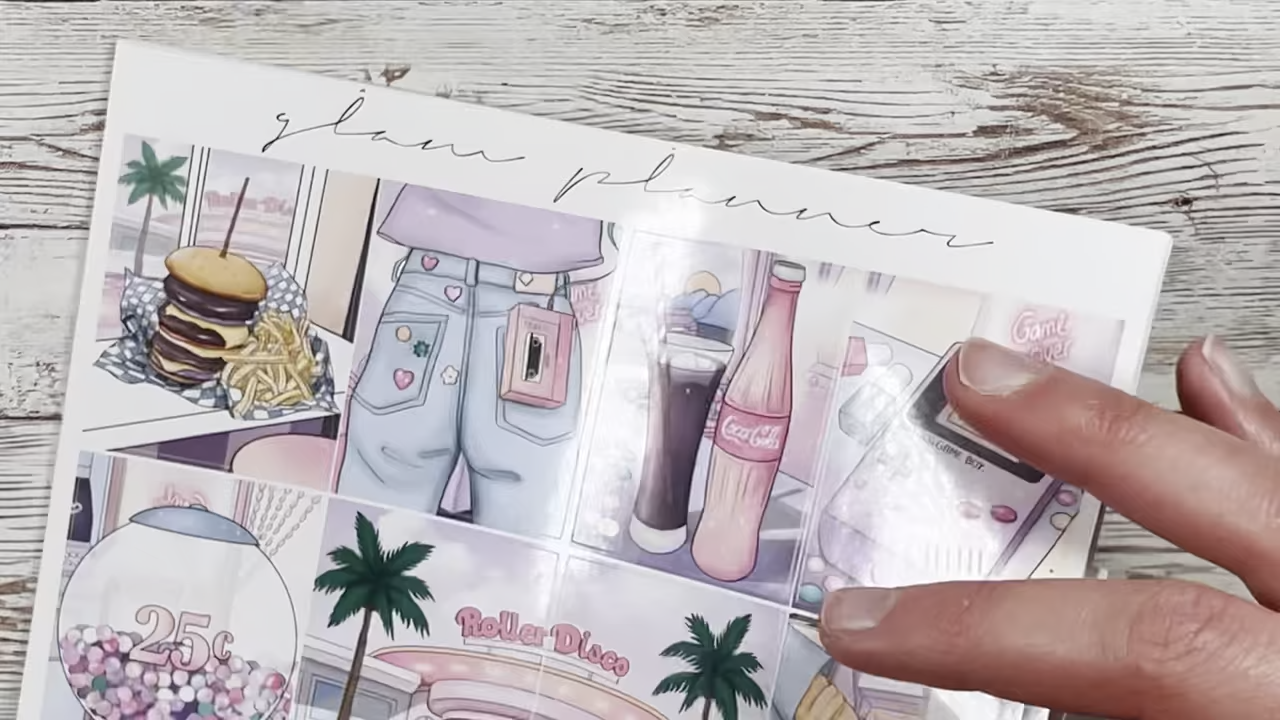 glam planner
Game
Over
Coca-Cola
GAME BOY.
25¢
Roller Disco